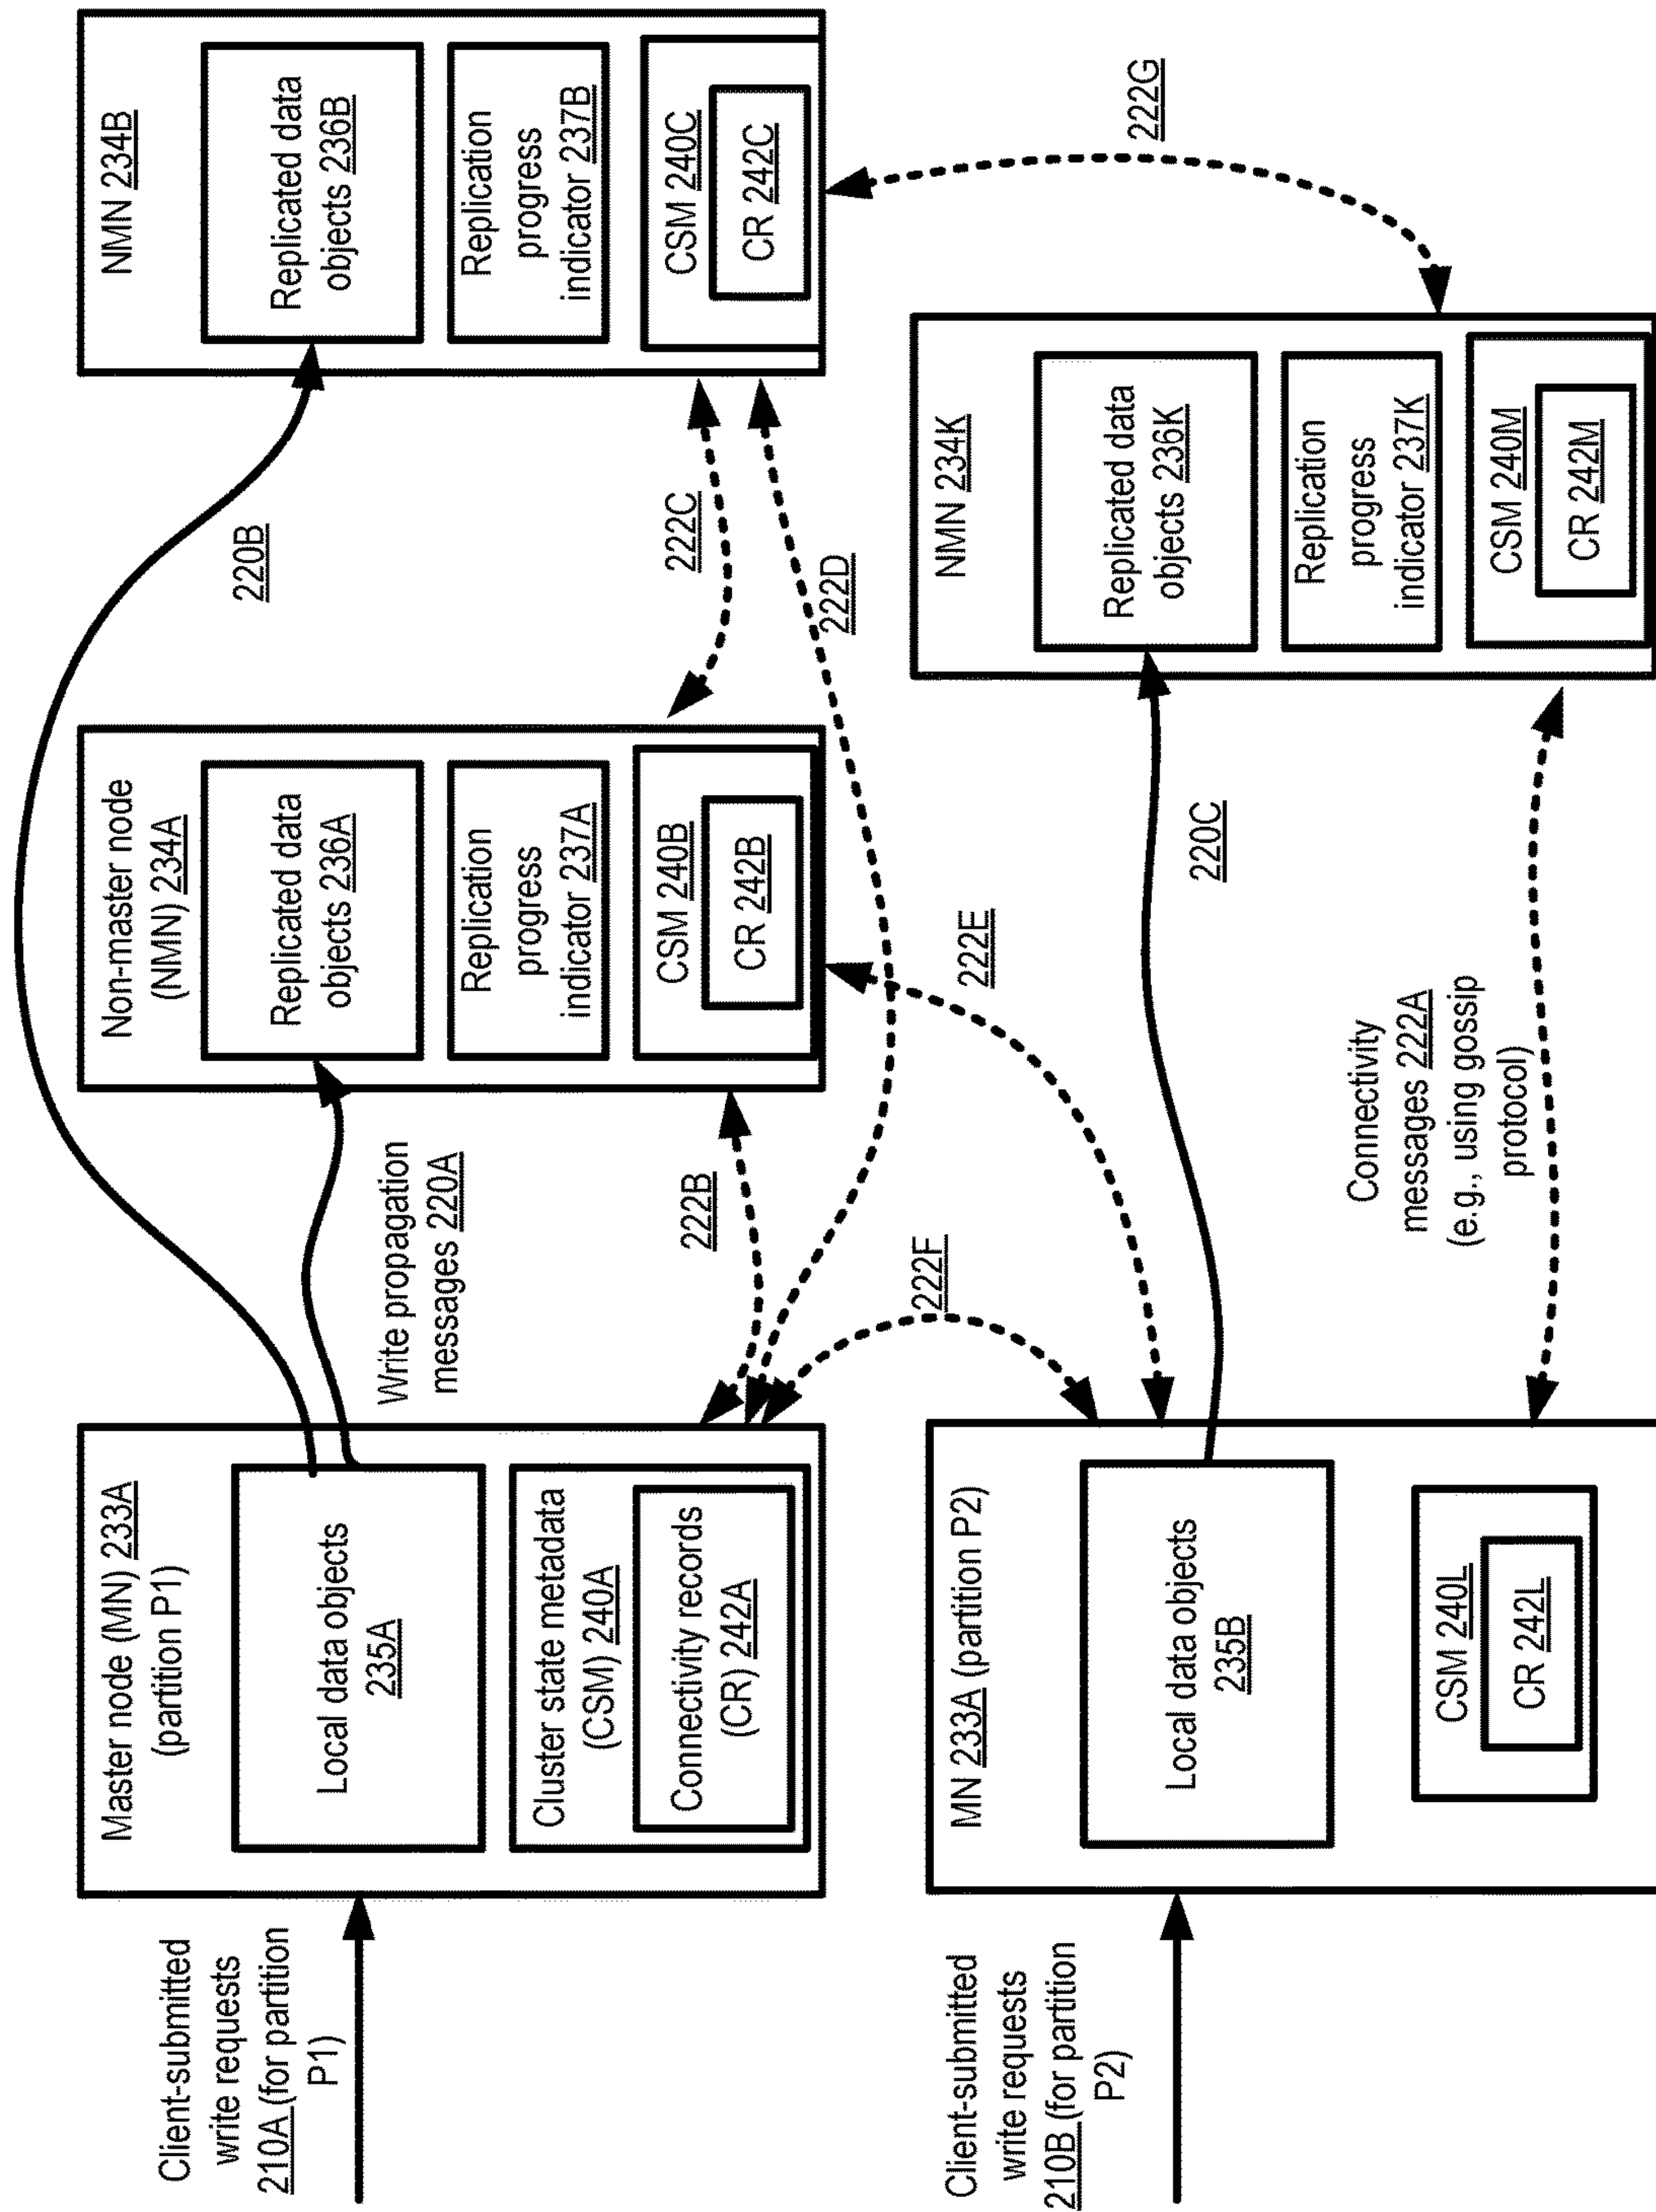 Client-submitted
write requests
210A (for partition
P1)
Master node (MN) 233A
(partition P1)
Local data objects
235A
Cluster state metadata
(CSM) 240A
Connectivity records
(CR) 242A
Write propagation
messages 220A
220B
Non-master node
(NMN) 234A
Replicated data
objects 236A
Replication
progress
indicator 237A
CSM 240B
CR 242B
222B
222C
222D
NMN 234B
Replicated data
objects 236B
Replication
progress
indicator 237B
CSM 240C
CR 242C
222F
222E
222G
Client-submitted
write requests
210B (for partition
P2)
MN 233A (partition P2)
Local data objects
235B
CSM 240L
CR 242L
220C
Connectivity
messages 222A
(e.g., using gossip
protocol)
NMN 234K
Replicated data
objects 236K
Replication
progress
indicator 237K
CSM 240M
CR 242M